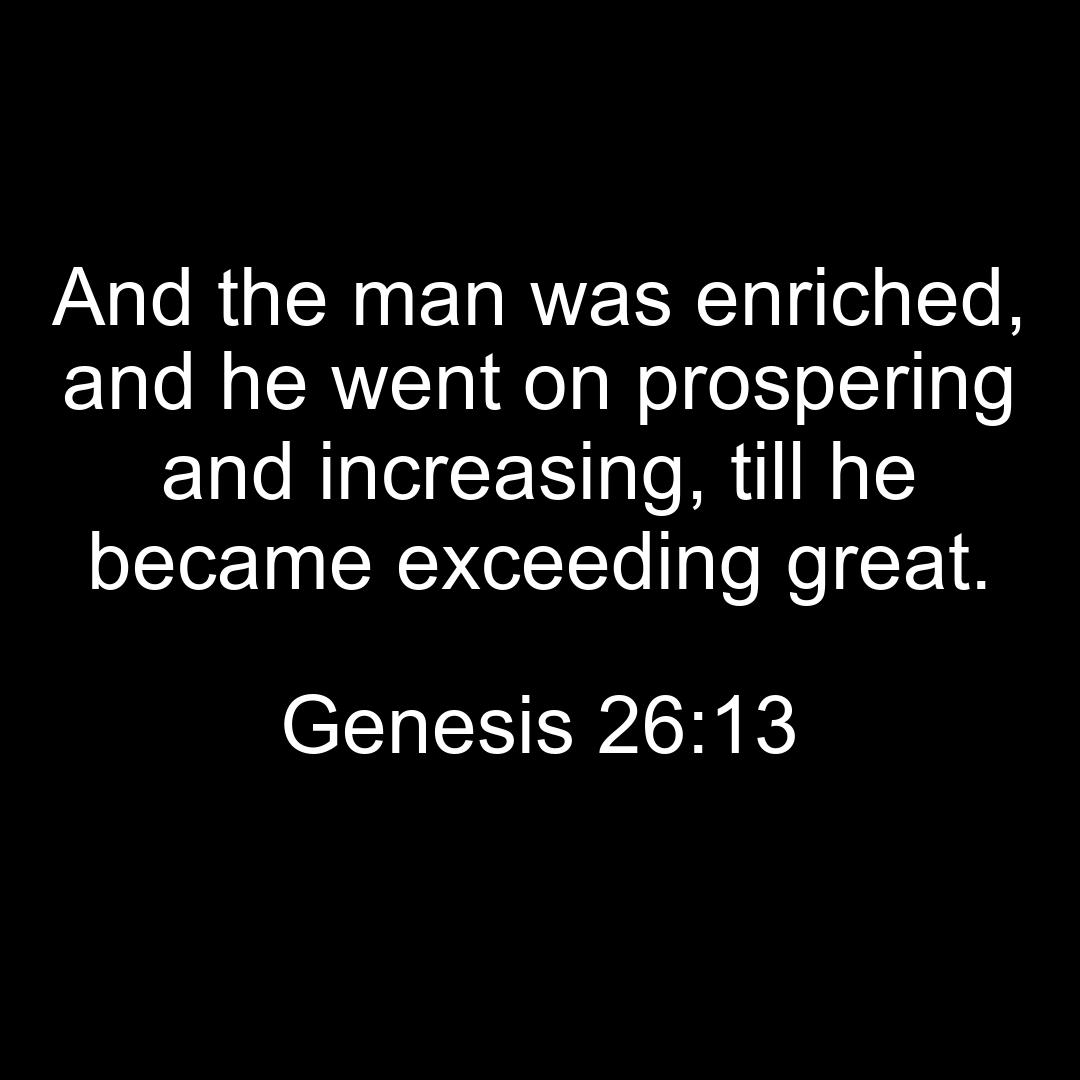 And the man was enriched,
and he went on prospering
and increasing, till he
became exceeding great.
Genesis 26:13